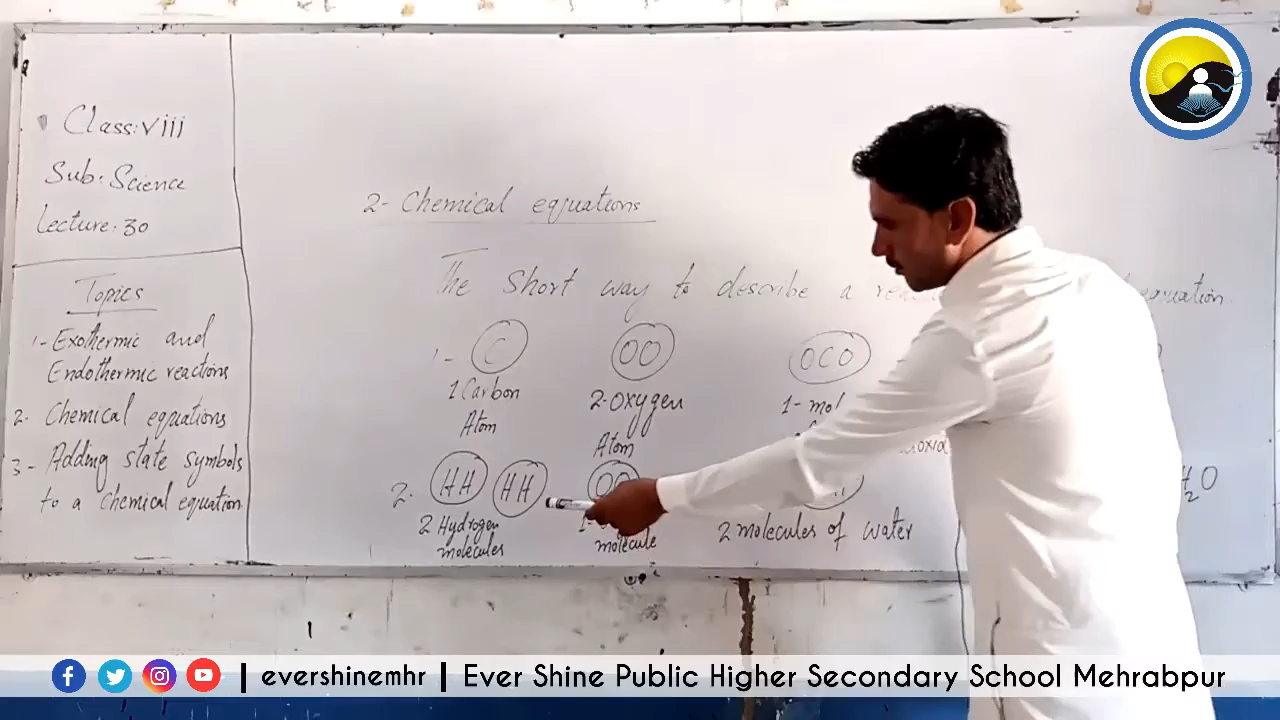 Class: viii
Sub: Science
Lecture: 30
Topics
1- Exothermic and
Endothermic reactions
2- Chemical equations
3- Adding state symbols
to a chemical equation
2- Chemical equations
The short way to describe a equation
1- C OO OCO
1 Carbon 2-Oxygen 1-
Atom Atom
2. HH HH OO H2O
2 Hydrogen 2 molecules of water
molecules molecule
| evershinemhr | Ever Shine Public Higher Secondary School Mehrabpur